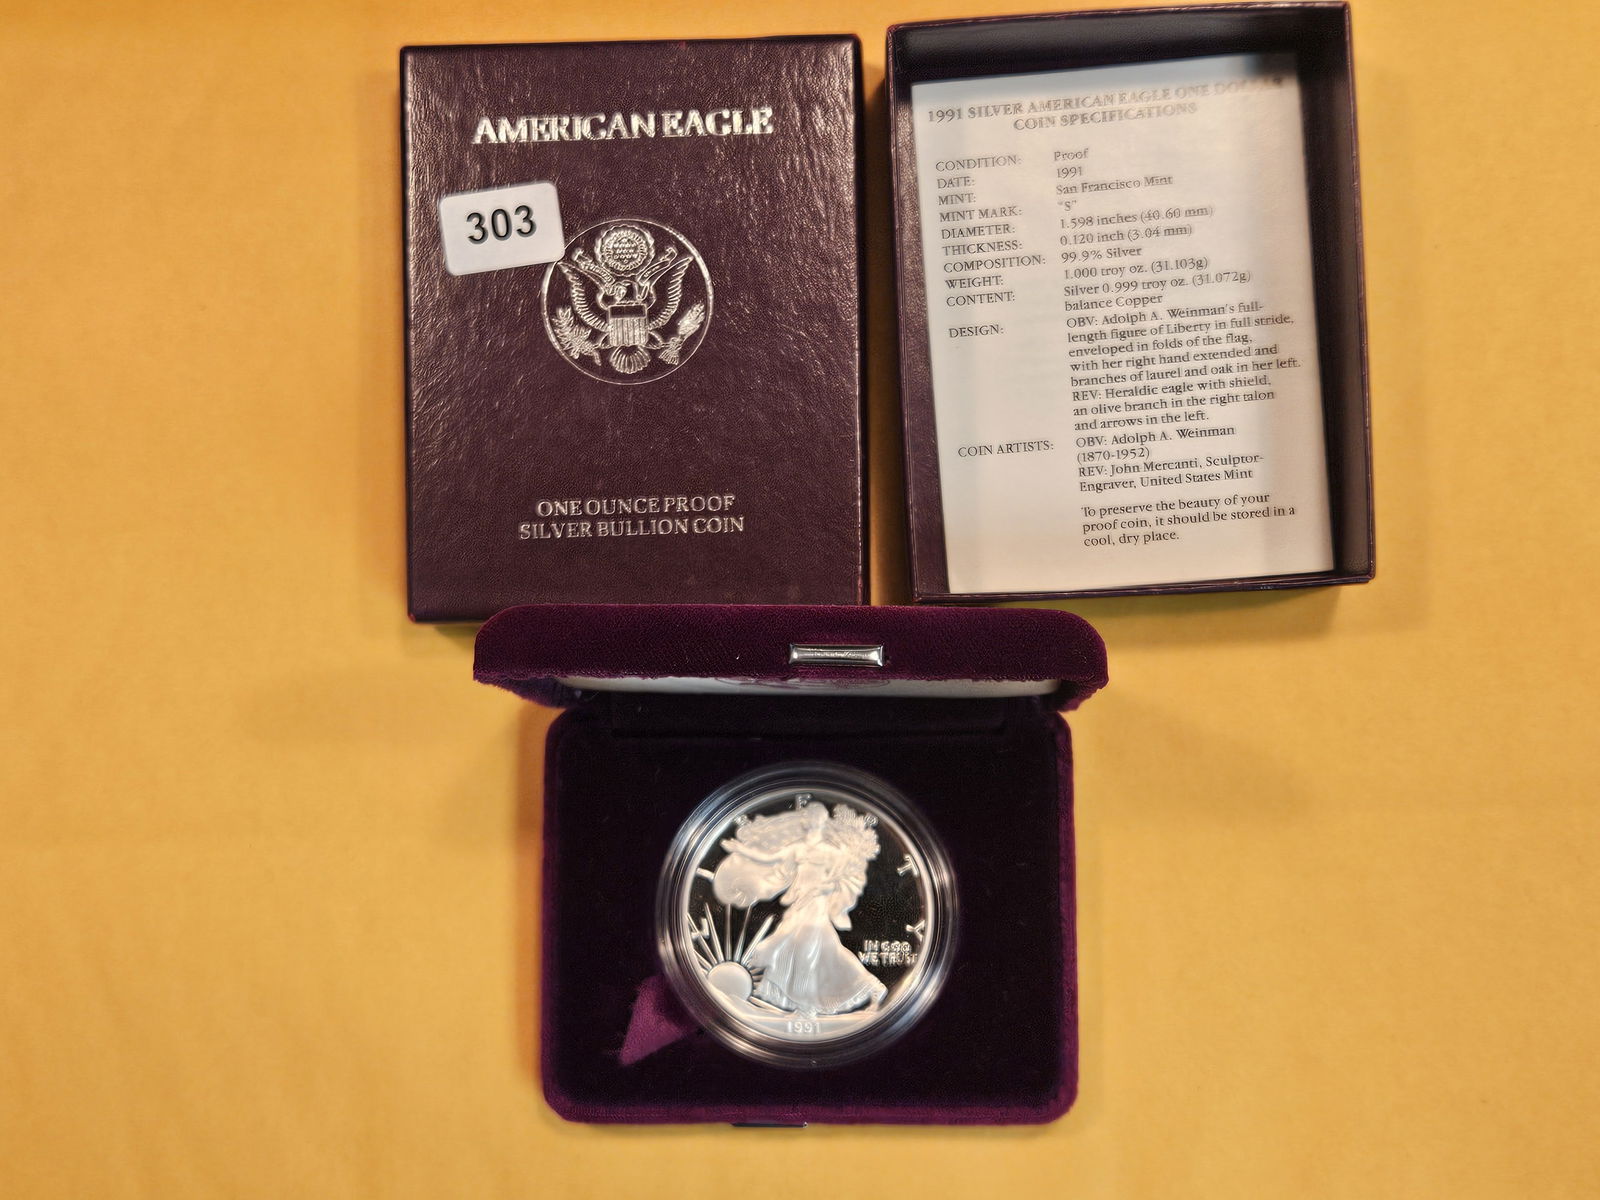 AMERICAN EAGLE
303
ONE OUNCE PROOF
SILVER BULLION COIN
1991 SILVER AMERICAN EAGLE ONE DOLLAR
COIN SPECIFICATIONS
CONDITION: Proof
DATE: 1991
MINT: San Francisco Mint
MINT MARK: "S"
DIAMETER: 1.598 inches (40.60 mm)
THICKNESS: 0.120 inch (3.04 mm)
COMPOSITION: 99.9% Silver
WEIGHT: 1.000 troy oz. (31.103g)
CONTENT: Silver 0.999 troy oz. (31.072g)
balance Copper
DESIGN: OBV: Adolph A. Weinman's full-
length figure of Liberty in full stride,
enveloped in folds of the flag,
with her right hand extended and
branches of laurel and oak in her left.
REV: Heraldic eagle with shield,
an olive branch in the right talon
and arrows in the left.
COIN ARTISTS: OBV: Adolph A. Weinman
(1870-1952)
REV: John Mercanti, Sculptor-
Engraver, United States Mint
To preserve the beauty of your
proof coin, it should be stored in a
cool, dry place.
LIBERTY
IN GOD
WE TRUST
1991